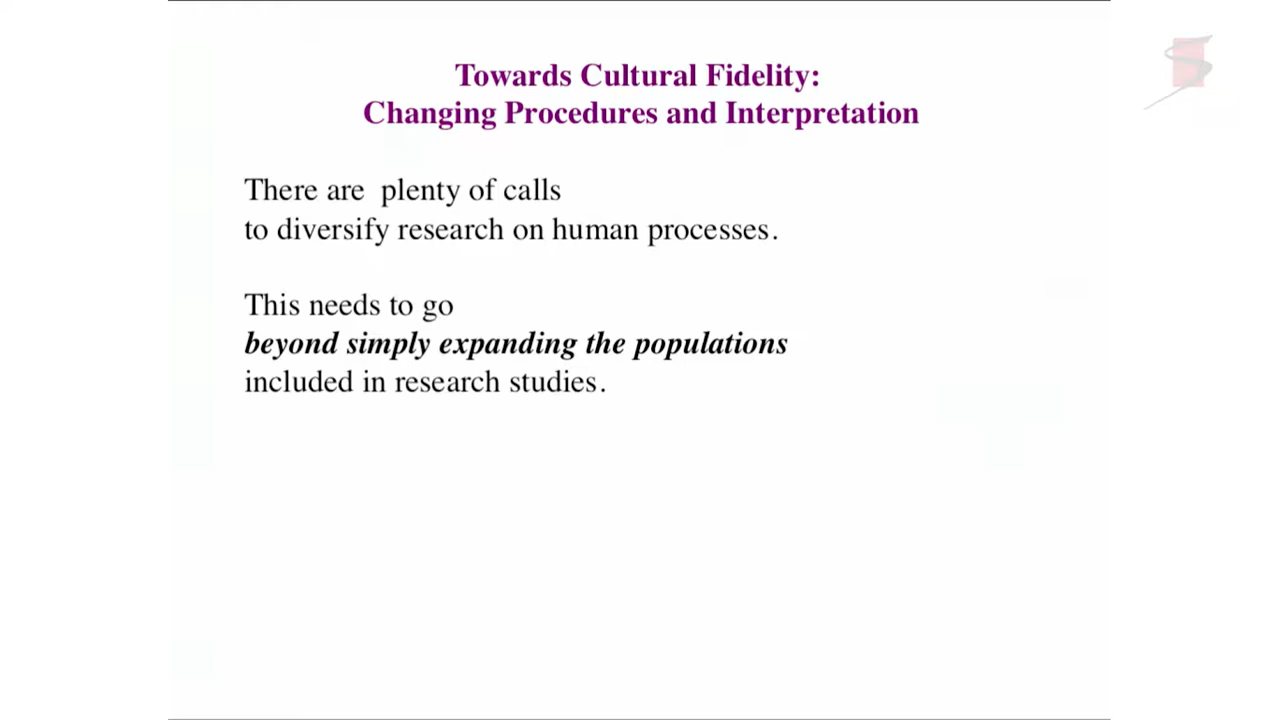 Towards Cultural Fidelity:
Changing Procedures and Interpretation
There are plenty of calls
to diversify research on human processes.
This needs to go
beyond simply expanding the populations
included in research studies.